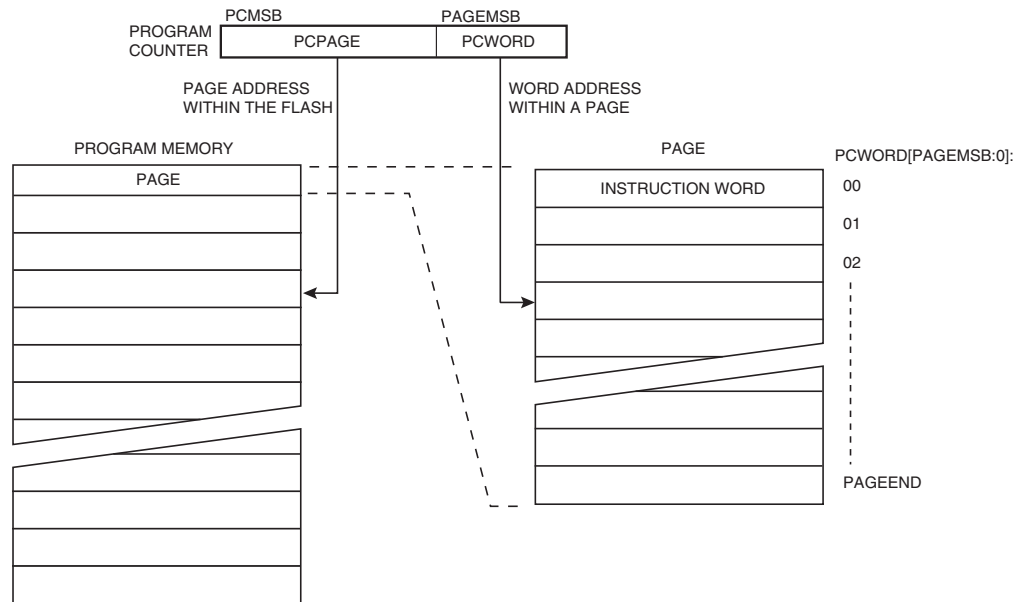 PCMSB
PAGEMSB
PROGRAM
COUNTER
PCPAGE
PCWORD
PAGE ADDRESS
WITHIN THE FLASH
WORD ADDRESS
WITHIN A PAGE
PROGRAM MEMORY
PAGE
PAGE
PCWORD[PAGEMSB:0]:
INSTRUCTION WORD
00
01
02
PAGEEND